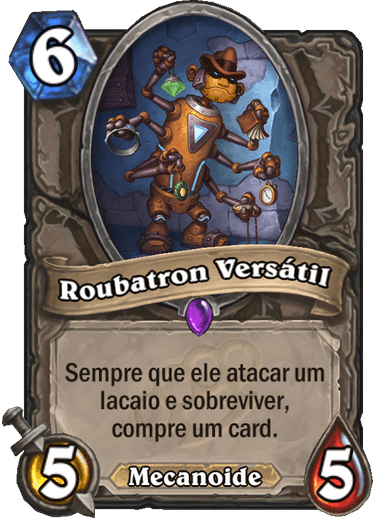 6
Roubatron Versátil
Sempre que ele atacar um
lacaio e sobreviver,
compre um card.
5
Mecanoide
5